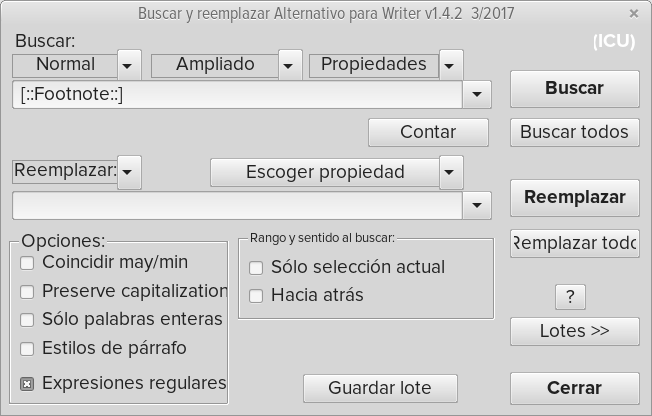 Buscar y reemplazar Alternativo para Writer v1.4.2 3/2017 ×
Buscar: (ICU)
Normal Ampliado Propiedades
[::Footnote::] Buscar
Contar Buscar todos
Reemplazar: Escoger propiedad
Reemplazar
Opciones: Rango y sentido al buscar:
Remplazar todo
Coincidir may/min Sólo selección actual
Preserve capitalization Hacia atrás ?
Sólo palabras enteras
Lotes >>
Estilos de párrafo
Expresiones regulares Guardar lote Cerrar